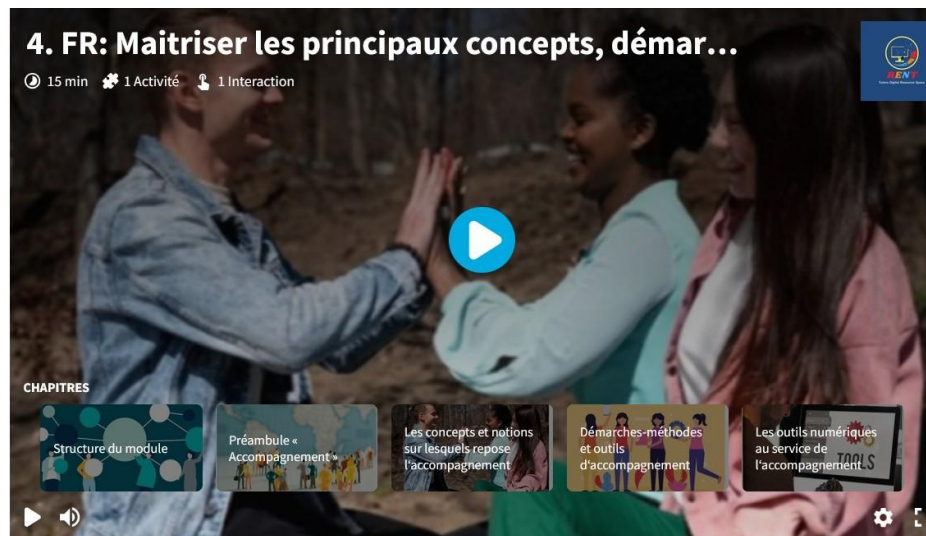 4. FR: Maitriser les principaux concepts, démar...
15 min 1 Activité 1 Interaction
RENT
CHAPITRES
Structure du module
Préambule «
Accompagnement »
Les concepts et notions
sur lesquels repose
l'accompagnement
Démarches-méthodes
et outils
d'accompagnement
Les outils numériques
au service de
l'accompagnement
TOOLS